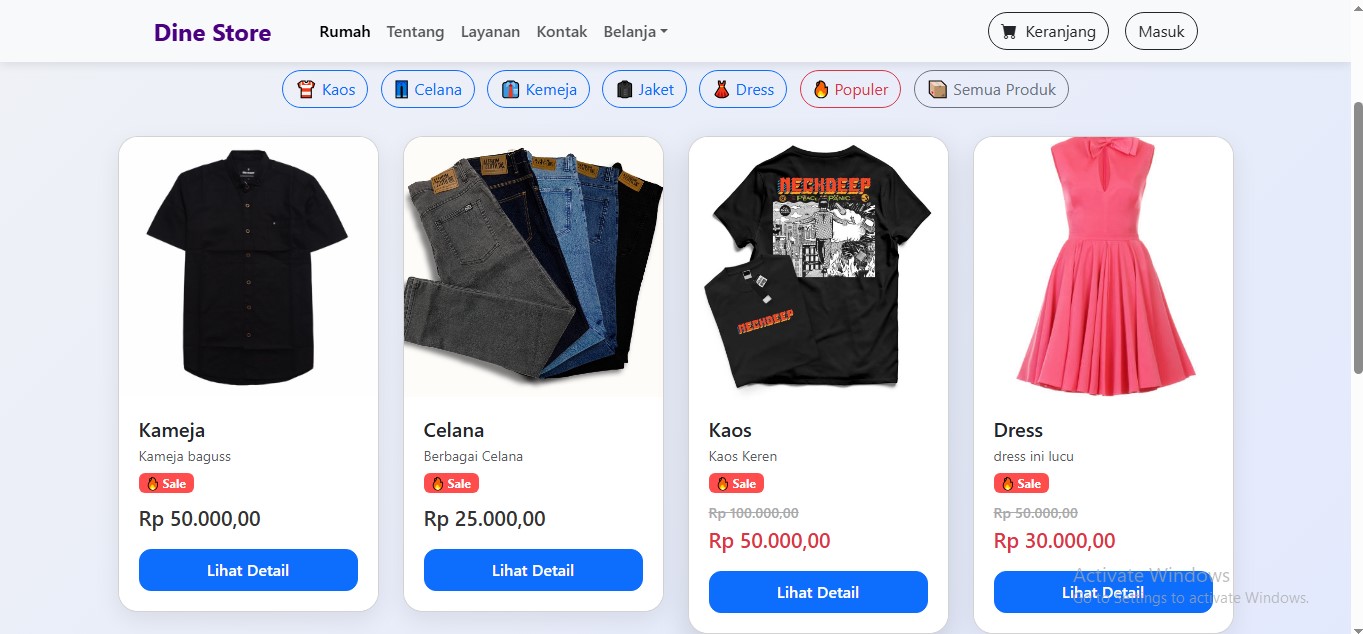 Dine Store Rumah Tentang Layanan Kontak Belanja Keranjang Masuk
Kaos Celana Kemeja Jaket Dress Populer Semua Produk
NECKDEEP
NECKDEEP
Kameja
Kameja baguss
Sale
Rp 50.000,00
Lihat Detail
Celana
Berbagai Celana
Sale
Rp 25.000,00
Lihat Detail
Kaos
Kaos Keren
Sale
Rp 100.000,00
Rp 50.000,00
Lihat Detail
Dress
dress ini lucu
Sale
Rp 50.000,00
Rp 30.000,00
Lihat Detail
Activate Windows
Go to Settings to activate Windows.